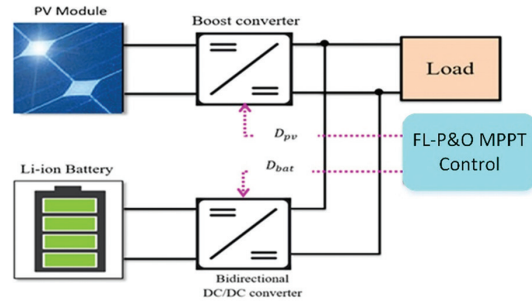 PV Module
Boost converter
Load
D_pv
FL-P&O MPPT
Control
D_bat
Li-ion Battery
Bidirectional
DC/DC converter